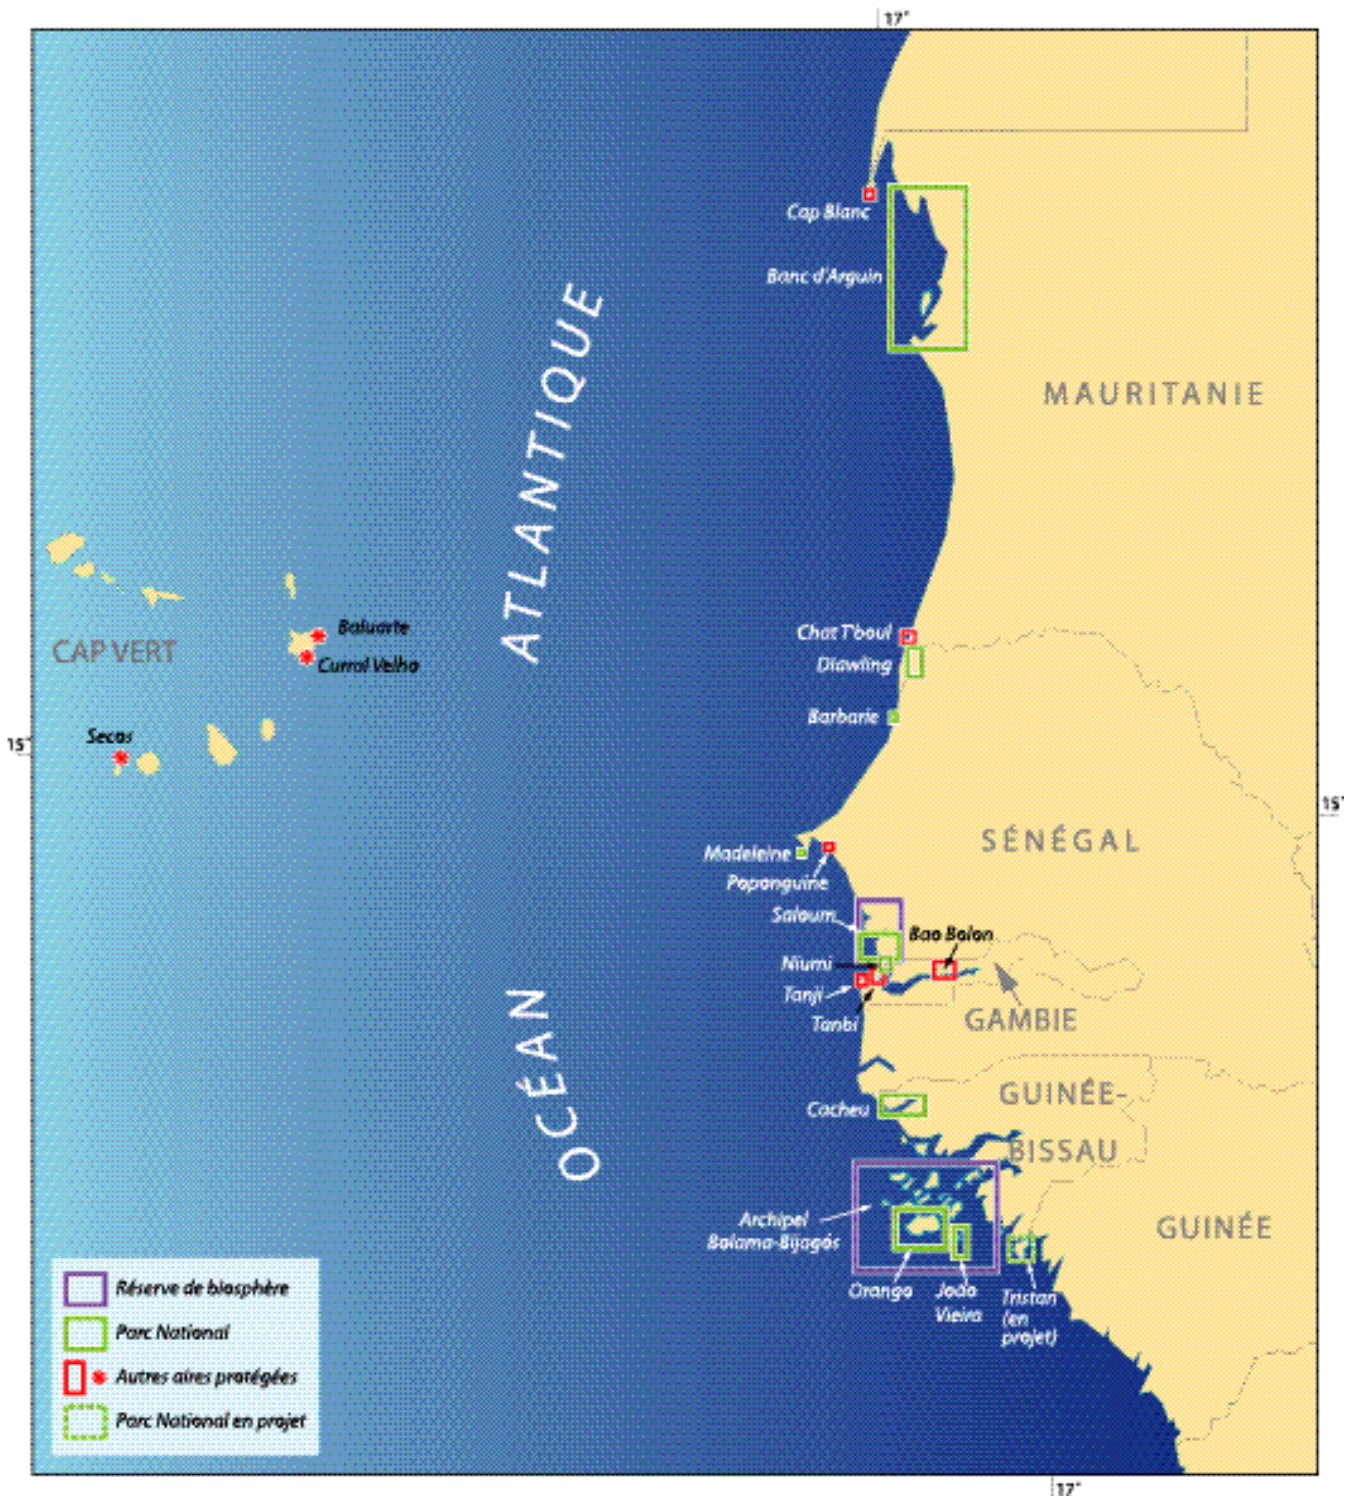 17°
Cap Blanc
Banc d'Arguin
MAURITANIE
OCÉAN ATLANTIQUE
Baluarte
CAP VERT
Curral Velho
Secos
15°
Chat T'boul
Diawling
Barbarie
15°
SÉNÉGAL
Madeleine
Popenguine
Saloum
Bao Bolon
Niumi
Tanji
Tanbi
GAMBIE
GUINÉE-
BISSAU
Cacheu
GUINÉE
Archipel
Bolama-Bijagós
Orango
João
Vieira
Tristan
(en
projet)
Réserve de biosphère
Parc National
Autres aires protégées
Parc National en projet
17°